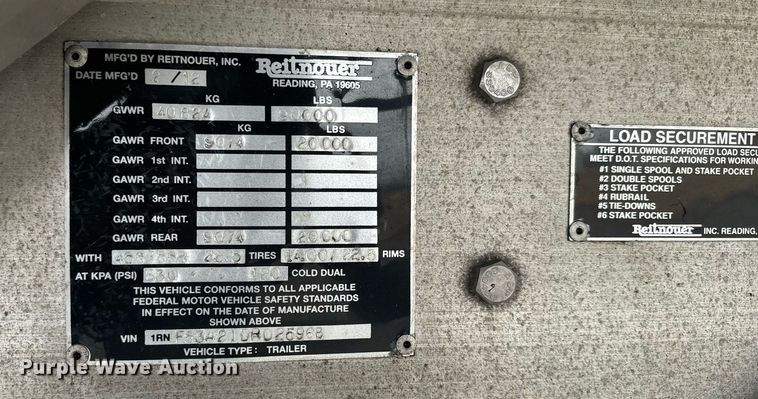 MFG'D BY REITNOUER, INC.
Reitnouer
DATE MFG'D /12
READING, PA 19605
KG LBS
GVWR
KG LBS
GAWR FRONT 9074 20000
GAWR 1st INT.
GAWR 2nd INT.
GAWR 3rd INT.
GAWR 4th INT.
GAWR REAR 9074 20000
WITH TIRES RIMS
AT KPA (PSI) COLD DUAL
THIS VEHICLE CONFORMS TO ALL APPLICABLE
FEDERAL MOTOR VEHICLE SAFETY STANDARDS
IN EFFECT ON THE DATE OF MANUFACTURE
SHOWN ABOVE
VIN 1RN
VEHICLE TYPE: TRAILER
LOAD SECUREMENT
THE FOLLOWING APPROVED LOAD SECU
MEET D.O.T. SPECIFICATIONS FOR WORKIN
#1 SINGLE SPOOL AND STAKE POCKET
#2 DOUBLE SPOOLS
#3 STAKE POCKET
#4 RUBRAIL
#5 TIE-DOWNS
#6 STAKE POCKET
Reitnouer INC. READING,
Purple Wave Auction